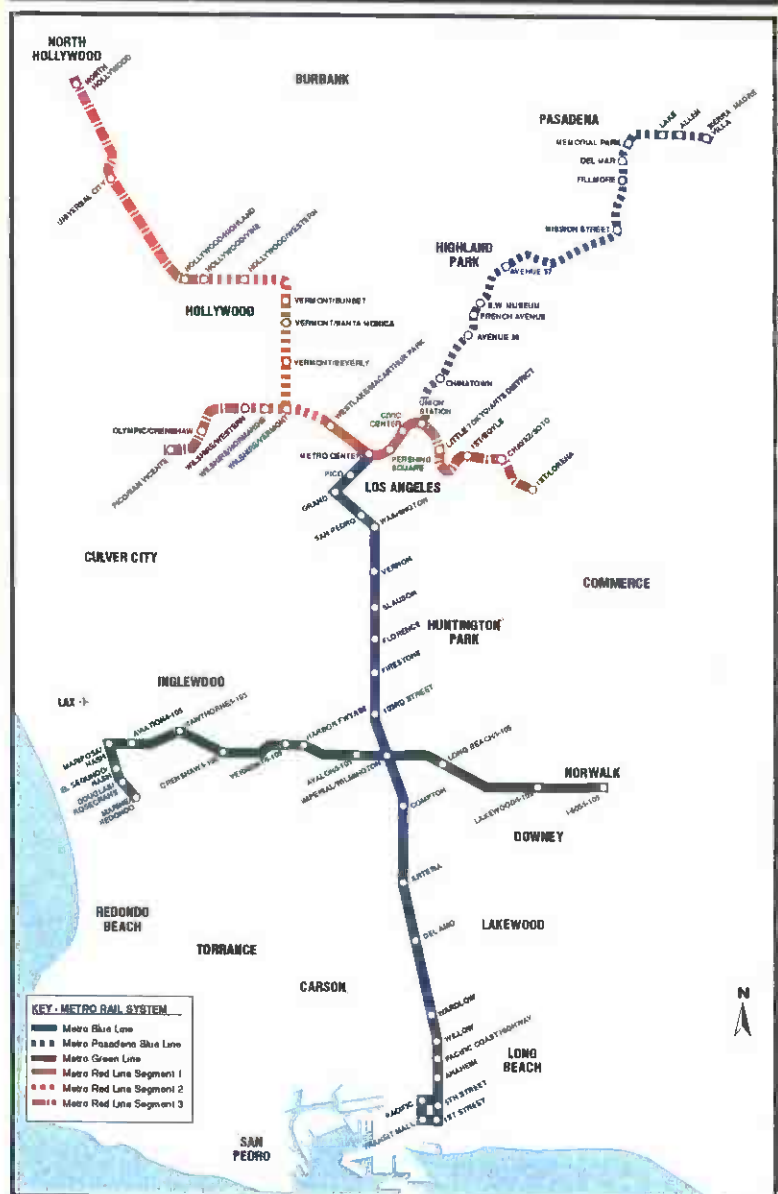 NORTH
HOLLYWOOD
NORTH
HOLLYWOOD
BURBANK
UNIVERSAL CITY
PASADENA
LAKE
ALLEN
SIERRA MADRE
VILLA
MEMORIAL PARK
DEL MAR
FILLMORE
MISSION STREET
HIGHLAND
PARK
AVENUE 57
S.W. MUSEUM
FRENCH AVENUE
AVENUE 26
CHINATOWN
HOLLYWOOD/HIGHLAND
HOLLYWOOD/VINE
HOLLYWOOD/WESTERN
HOLLYWOOD
VERMONT/SUNSET
VERMONT/SANTA MONICA
VERMONT/BEVERLY
WESTLAKE/MACARTHUR PARK
UNION
STATION
CIVIC
CENTER
LITTLE TOKYO/ARTS DISTRICT
1ST/BOYLE
CHAVEZ/SOTO
1ST/LORENA
OLYMPIC/CRENSHAW
PICO/SAN VICENTE
WILSHIRE/WESTERN
WILSHIRE/NORMANDIE
WILSHIRE/VERMONT
METRO CENTER
PERSHING
SQUARE
PICO
LOS ANGELES
GRAND
SAN PEDRO
WASHINGTON
CULVER CITY
VERNON
COMMERCE
SLAUSON
FLORENCE
HUNTINGTON
PARK
FIRESTONE
INGLEWOOD
103RD STREET
LAX
AVIATION/I-105
HAWTHORNE/I-105
HARBOR FWY/I-105
MARIPOSA/
NASH
EL SEGUNDO/
NASH
DOUGLAS/
ROSECRANS
MARINE/
REDONDO
CRENSHAW/I-105
VERMONT/I-105
AVALON/I-105
IMPERIAL/WILMINGTON
LONG BEACH/I-105
NORWALK
LAKEWOOD/I-105
I-605/I-105
COMPTON
DOWNEY
ARTESIA
REDONDO
BEACH
LAKEWOOD
DEL AMO
TORRANCE
CARSON
WARDLOW
WILLOW
PACIFIC COAST HIGHWAY
ANAHEIM
LONG
BEACH
PACIFIC
5TH STREET
TRANSIT MALL
1ST STREET
SAN
PEDRO
N
KEY - METRO RAIL SYSTEM
Metro Blue Line
Metro Pasadena Blue Line
Metro Green Line
Metro Red Line Segment 1
Metro Red Line Segment 2
Metro Red Line Segment 3